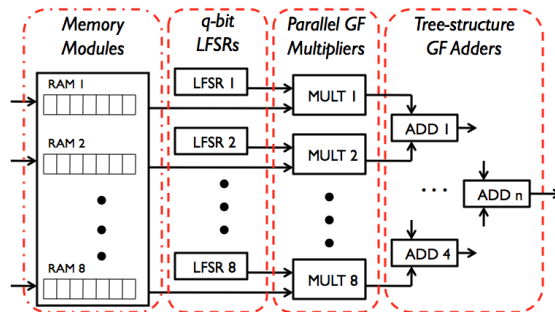 Memory Modules
q-bit LFSRs
Parallel GF Multipliers
Tree-structure GF Adders
RAM 1
LFSR 1
MULT 1
ADD 1
RAM 2
LFSR 2
MULT 2
ADD n
RAM 8
LFSR 8
MULT 8
ADD 4